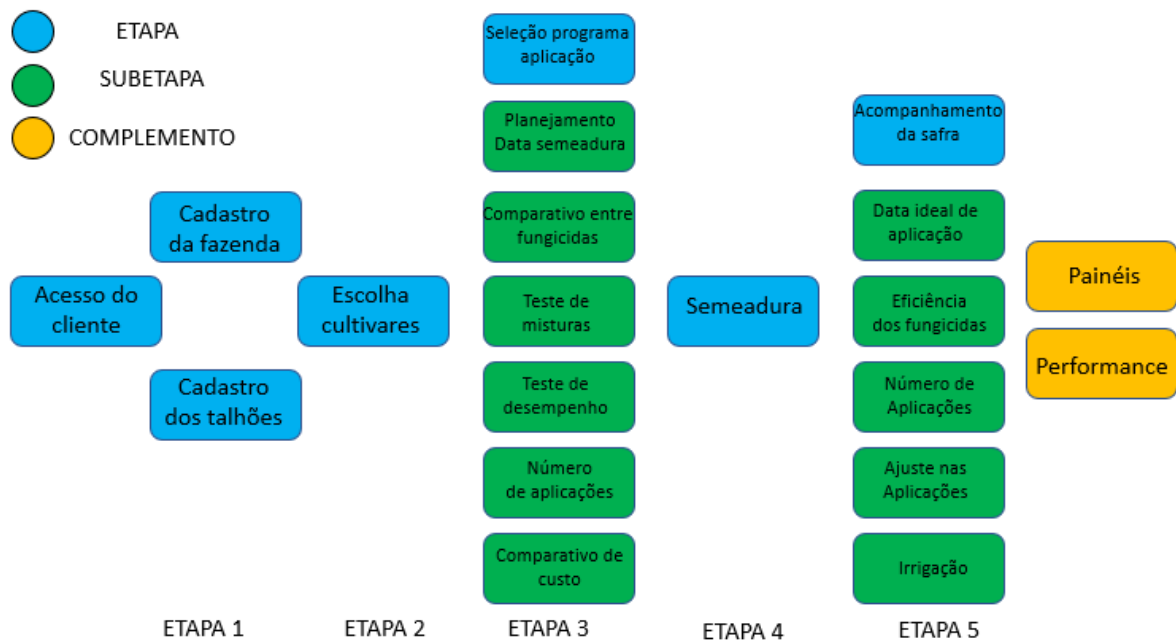 ETAPA
SUBETAPA
COMPLEMENTO
Acesso do
cliente
Cadastro
da fazenda
Cadastro
dos talhões
Escolha
cultivares
Seleção programa
aplicação
Planejamento
Data semeadura
Comparativo entre
fungicidas
Teste de
misturas
Teste de
desempenho
Número
de aplicações
Comparativo de
custo
Semeadura
Acompanhamento
da safra
Data ideal de
aplicação
Eficiência
dos fungicidas
Número de
Aplicações
Ajuste nas
Aplicações
Irrigação
Painéis
Performance
ETAPA 1
ETAPA 2
ETAPA 3
ETAPA 4
ETAPA 5